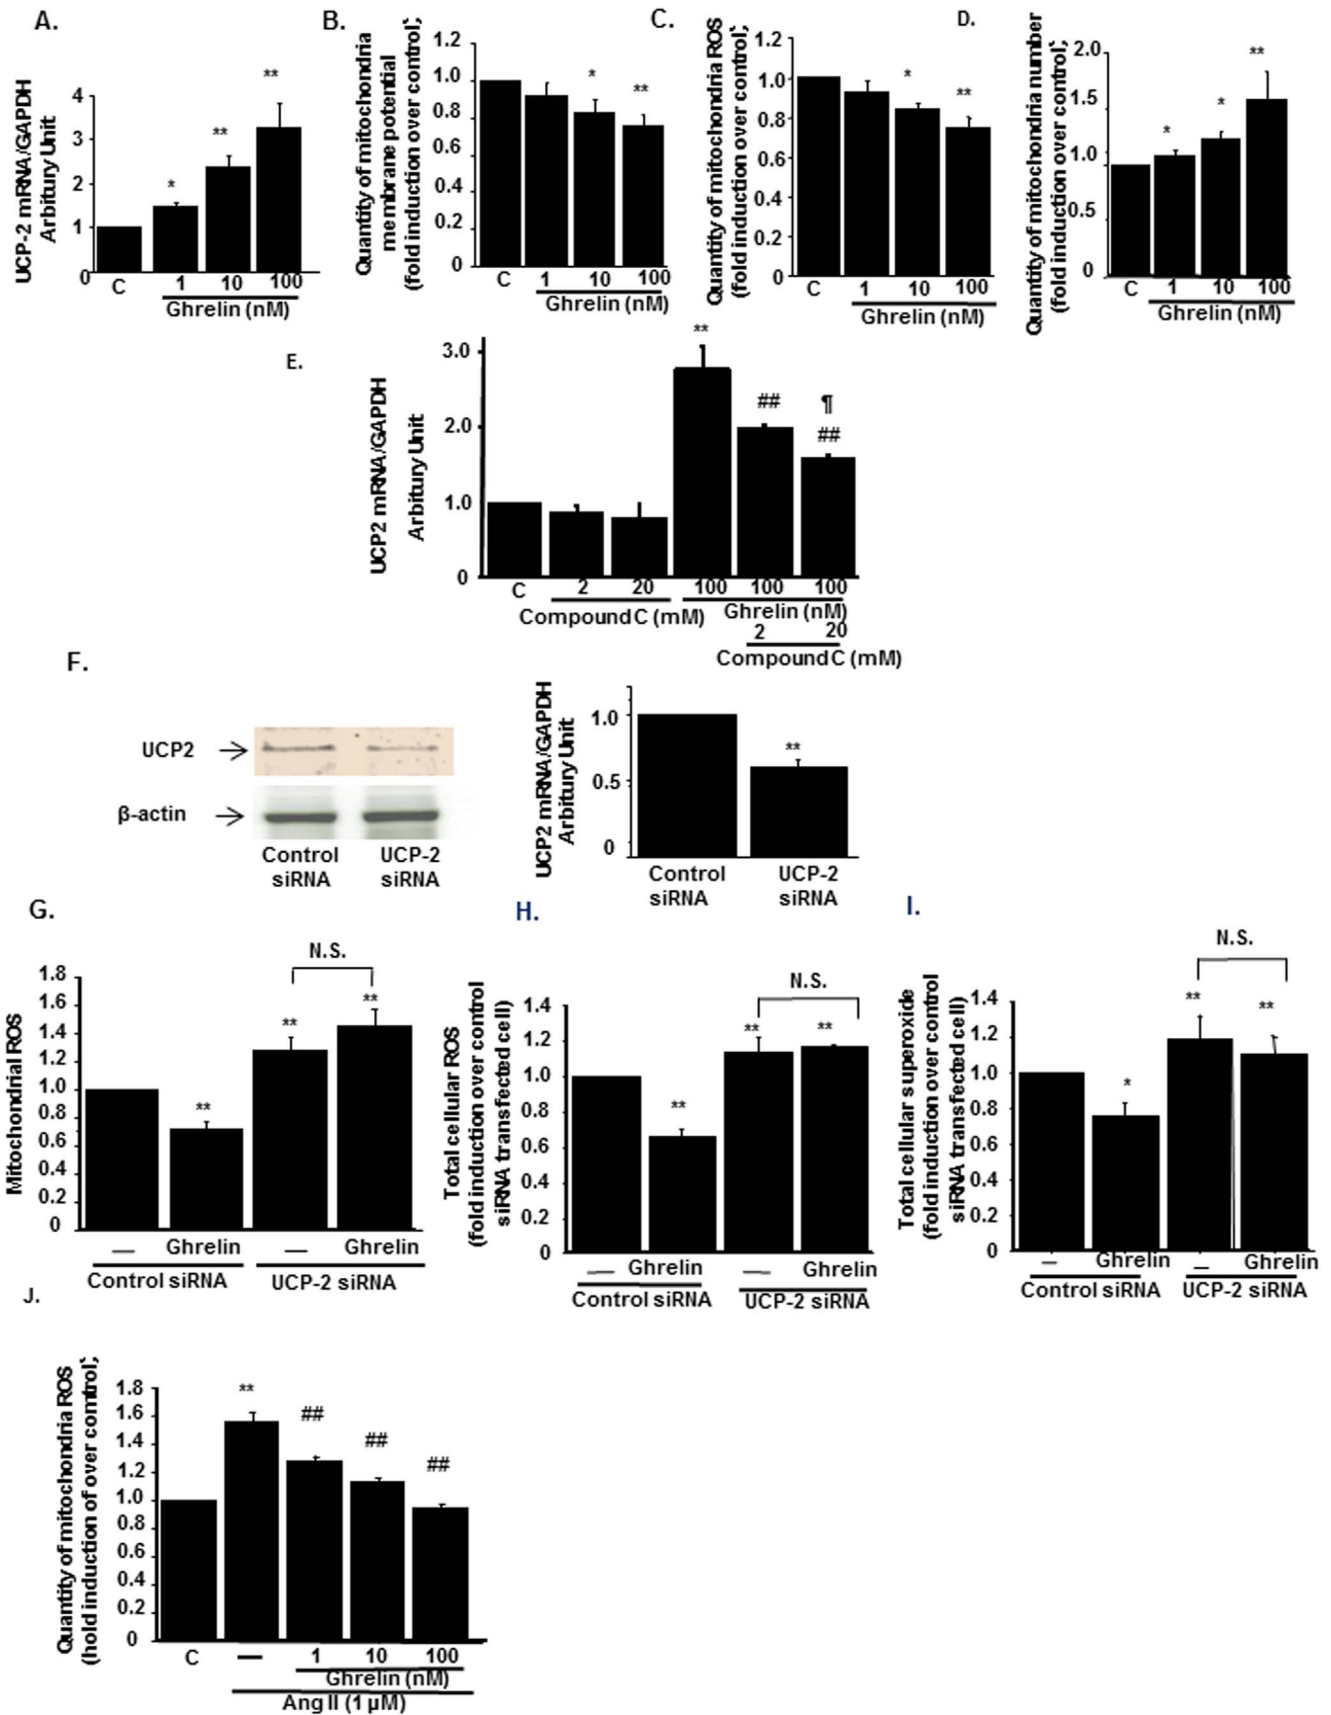 A.
UCP-2 mRNA/GAPDH
Arbitury Unit
4
3
2
1
0
*
**
**
C
1
10
100
Ghrelin (nM)
B.
Quantity of mitochondria
membrane potential
(fold induction over control;
1.2
1.0
0.8
0.6
0.4
0.2
0
*
**
C
1
10
100
Ghrelin (nM)
C.
Quantity of mitochondria ROS
(fold induction over control;
1.2
1.0
0.8
0.6
0.4
0.2
0
*
**
C
1
10
100
Ghrelin (nM)
D.
Quantity of mitochondria number
(fold induction over control;
2.0
1.5
1.0
0.5
0
*
*
**
C
1
10
100
Ghrelin (nM)
E.
UCP2 mRNA/GAPDH
Arbitury Unit
3.0
2.0
1.0
0
**
##
¶
##
C
2
20
100
100
100
Compound C (mM)
Ghrelin (nM)
2
20
Compound C (mM)
F.
UCP2 →
β-actin →
Control
siRNA
UCP-2
siRNA
UCP2 mRNA/GAPDH
Arbitury Unit
1.0
0.5
0
**
Control
siRNA
UCP-2
siRNA
G.
Mitochondrial ROS
1.8
1.6
1.4
1.2
1.0
0.8
0.6
0.4
0.2
0
N.S.
**
**
**
—
Ghrelin
—
Ghrelin
Control siRNA
UCP-2 siRNA
H.
Total cellular ROS
(fold induction over control
siRNA transfected cell)
1.4
1.2
1.0
0.8
0.6
0.4
0.2
0
N.S.
**
**
**
—
Ghrelin
—
Ghrelin
Control siRNA
UCP-2 siRNA
I.
Total cellular superoxide
(fold induction over control
siRNA transfected cell)
1.4
1.2
1.0
0.8
0.6
0.4
0.2
0
N.S.
*
**
**
—
Ghrelin
—
Ghrelin
Control siRNA
UCP-2 siRNA
J.
Quantity of mitochondria ROS
(hold induction of over comtrol;
1.8
1.6
1.4
1.2
1.0
0.8
0.6
0.4
0.2
0
**
##
##
##
C
—
1
10
100
Ghrelin (nM)
Ang II (1 μM)